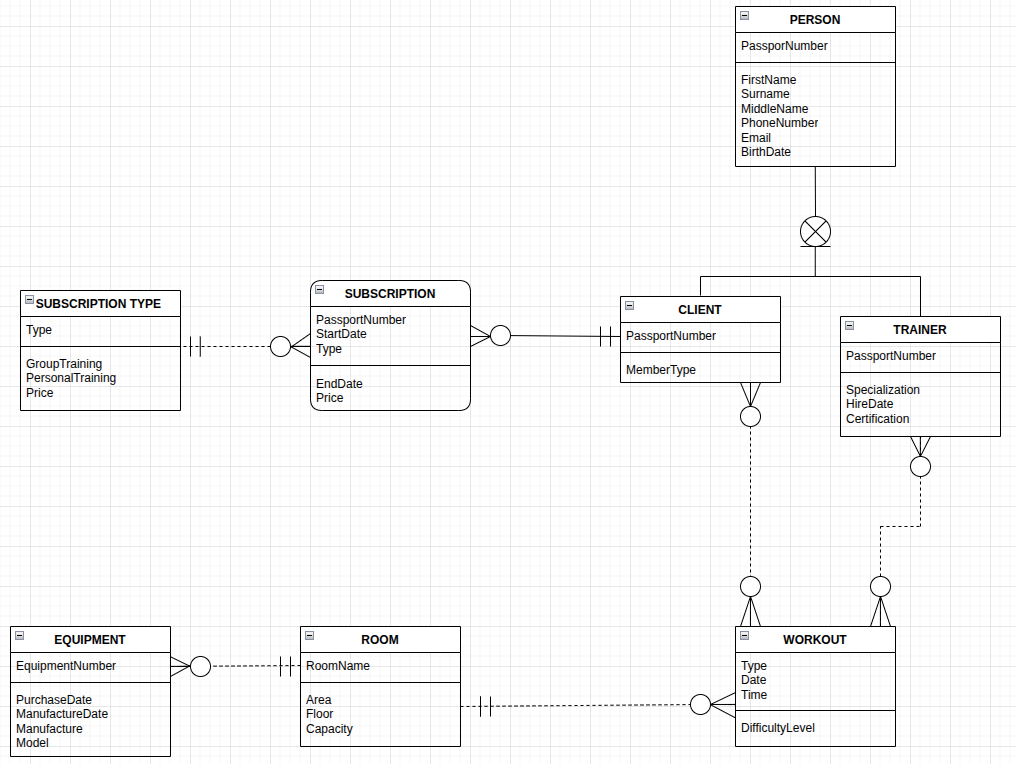 PERSON
PassporNumber
FirstName
Surname
MiddleName
PhoneNumber
Email
BirthDate
SUBSCRIPTION TYPE
Type
GroupTraining
PersonalTraining
Price
SUBSCRIPTION
PassportNumber
StartDate
Type
EndDate
Price
CLIENT
PassportNumber
MemberType
TRAINER
PassportNumber
Specialization
HireDate
Certification
EQUIPMENT
EquipmentNumber
PurchaseDate
ManufactureDate
Manufacture
Model
ROOM
RoomName
Area
Floor
Capacity
WORKOUT
Type
Date
Time
DifficultyLevel